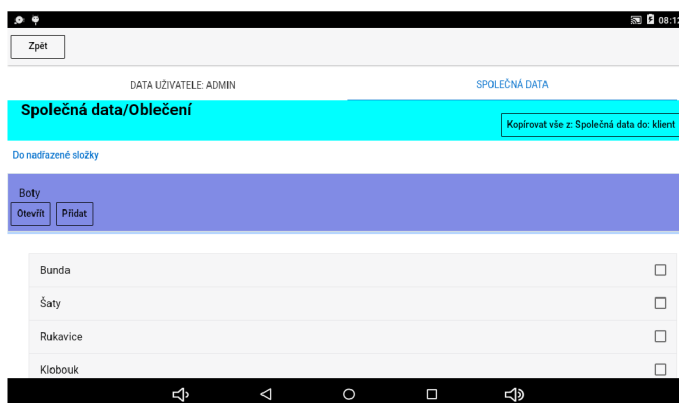 08:12
Zpět
DATA UŽIVATELE: ADMIN
SPOLEČNÁ DATA
Společná data/Oblečení
Kopírovat vše z: Společná data do: klient
Do nadřazené složky
Boty
Otevřít
Přidat
Bunda
Šaty
Rukavice
Klobouk